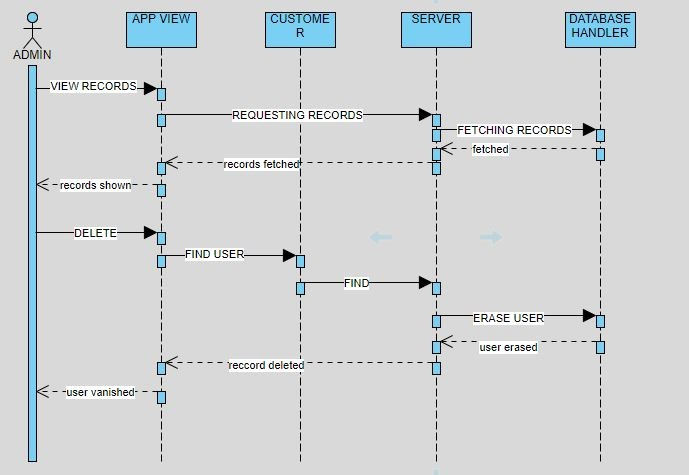 APP VIEW
CUSTOME
R
SERVER
DATABASE
HANDLER
ADMIN
VIEW RECORDS
REQUESTING RECORDS
FETCHING RECORDS
fetched
records fetched
records shown
DELETE
FIND USER
FIND
ERASE USER
user erased
reccord deleted
user vanished